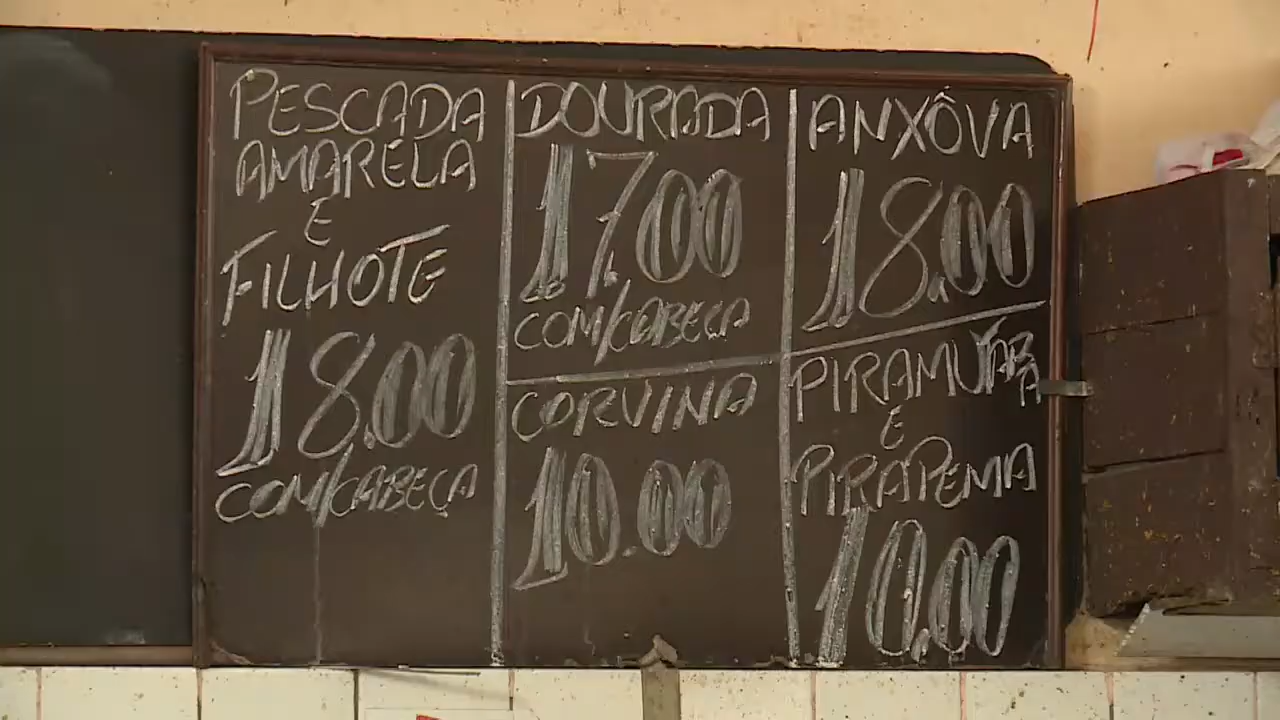 PESCADA
AMARELA
E
FILHOTE
18.00
COM/CABEÇA
DOURADA
17.00
COM/CABEÇA
CORVINA
10.00
ANXÔVA
18.00
PIRAMUTABA
E
PIRAPEMA
10.00